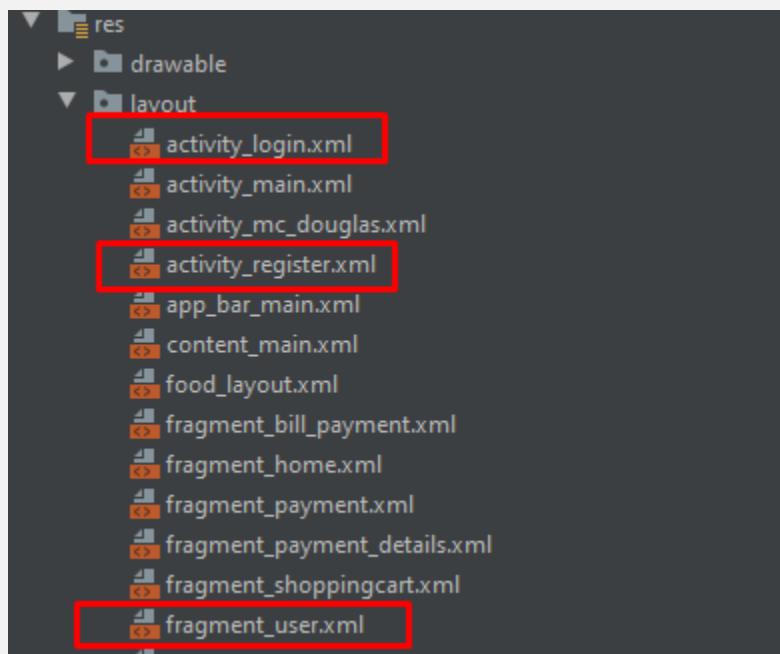 res
drawable
layout
activity_login.xml
activity_main.xml
activity_mc_douglas.xml
activity_register.xml
app_bar_main.xml
content_main.xml
food_layout.xml
fragment_bill_payment.xml
fragment_home.xml
fragment_payment.xml
fragment_payment_details.xml
fragment_shoppingcart.xml
fragment_user.xml